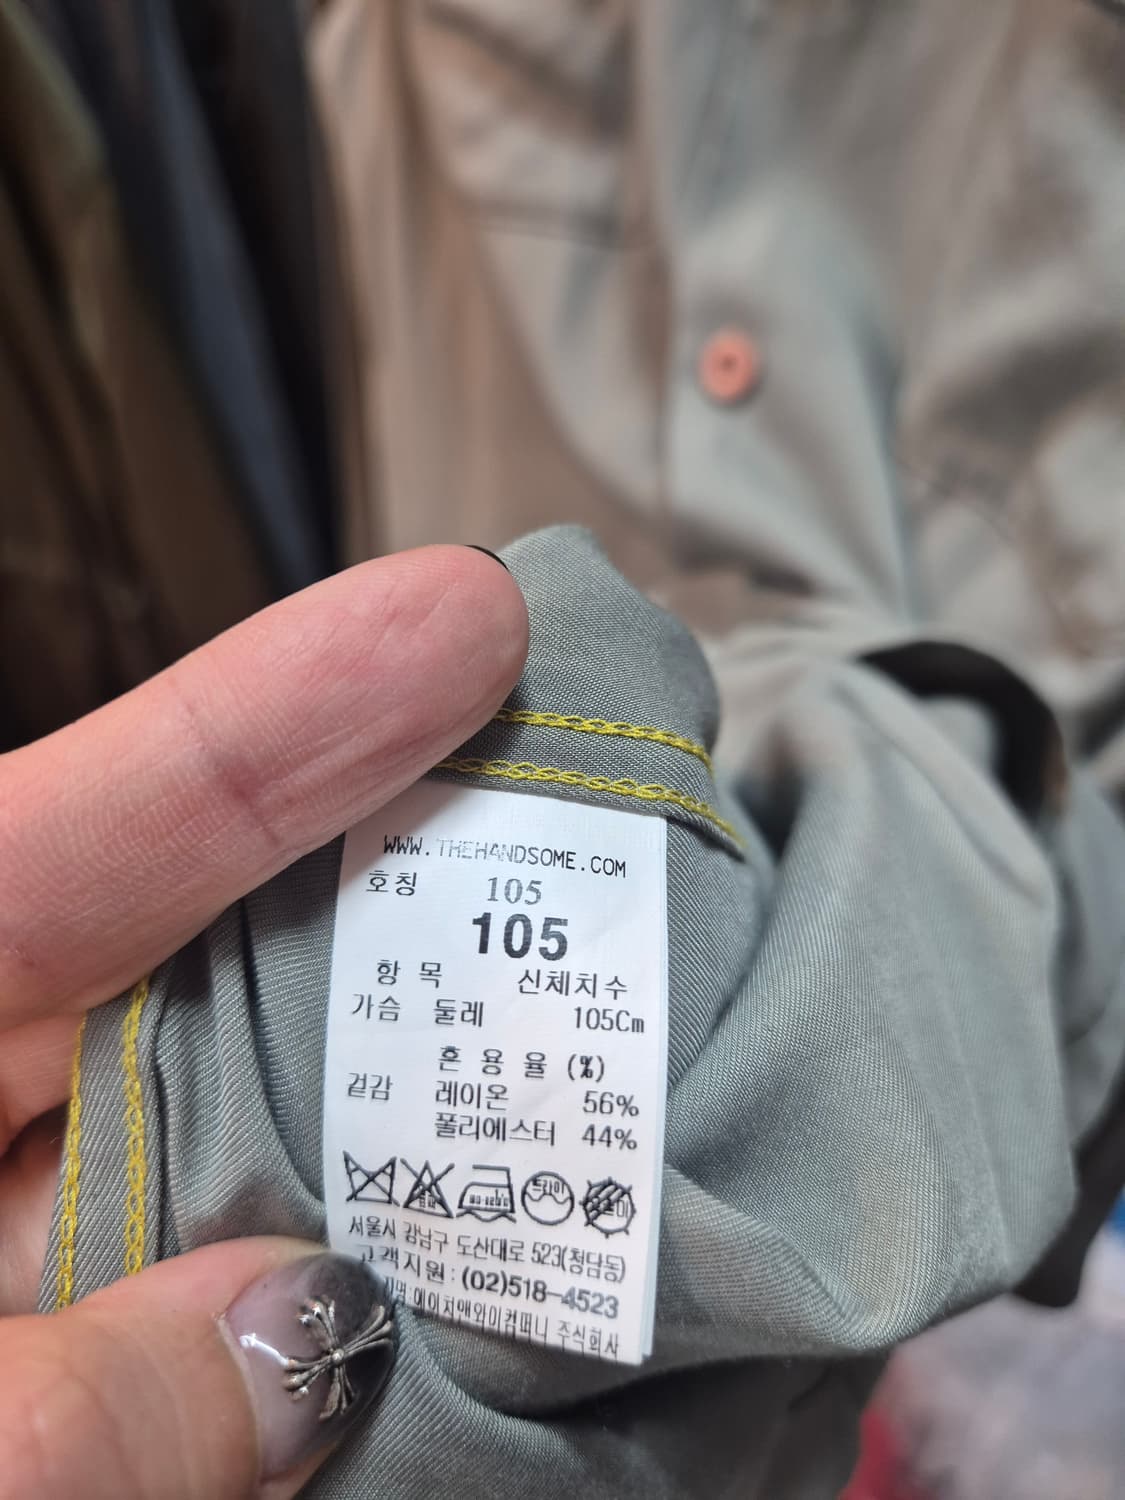 WWW.THEHANDSOME.COM
호칭 105
105
항 목 신체치수
가슴 둘레 105Cm
혼 용 율 (%)
겉감 레이온 56%
폴리에스터 44%
드라이
서울시 강남구 도산대로 523(청담동)
고객지원 : (02)518-4523
에이치앤와이컴퍼니 주식회사